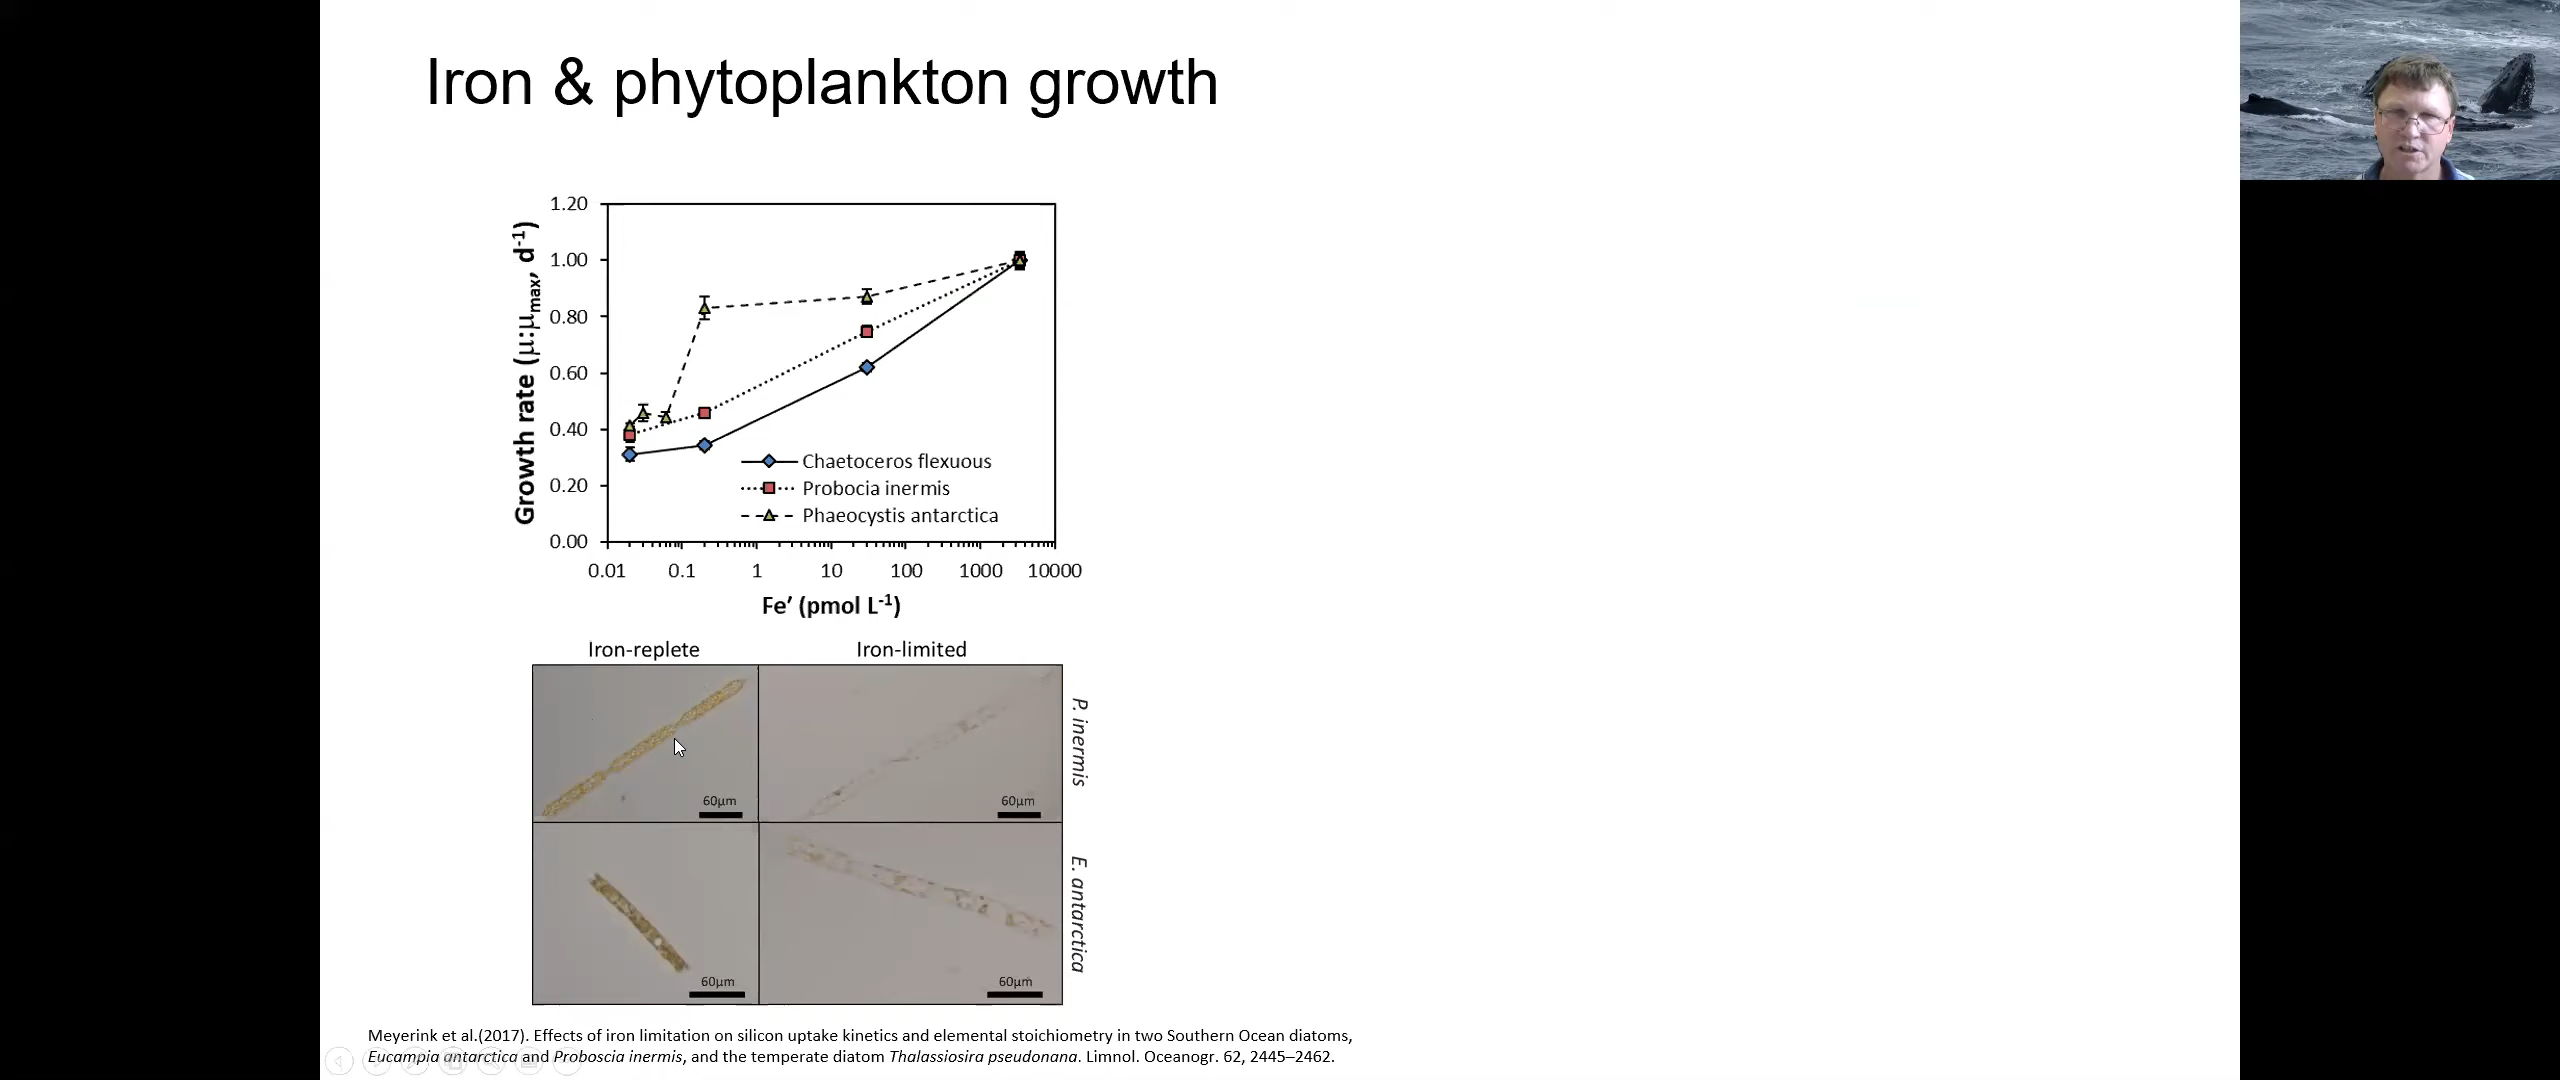 Iron & phytoplankton growth
1.20
1.00
0.80
0.60
0.40
0.20
0.00
Growth rate (μ:μmax, d-1)
Chaetoceros flexuous
Probocia inermis
Phaeocystis antarctica
0.01 0.1 1 10 100 1000 10000
Fe’ (pmol L-1)
Iron-replete Iron-limited
60μm 60μm
P. inermis
60μm 60μm
E. antarctica
Meyerink et al.(2017). Effects of iron limitation on silicon uptake kinetics and elemental stoichiometry in two Southern Ocean diatoms,
Eucampia antarctica and Proboscia inermis, and the temperate diatom Thalassiosira pseudonana. Limnol. Oceanogr. 62, 2445–2462.